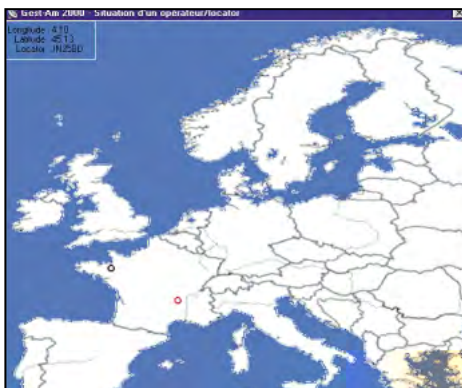 Gest-Am 2000 - Situation d'un opérateur/locator
Longitude 4.10
Latitude 45.13
Locator JN25BD